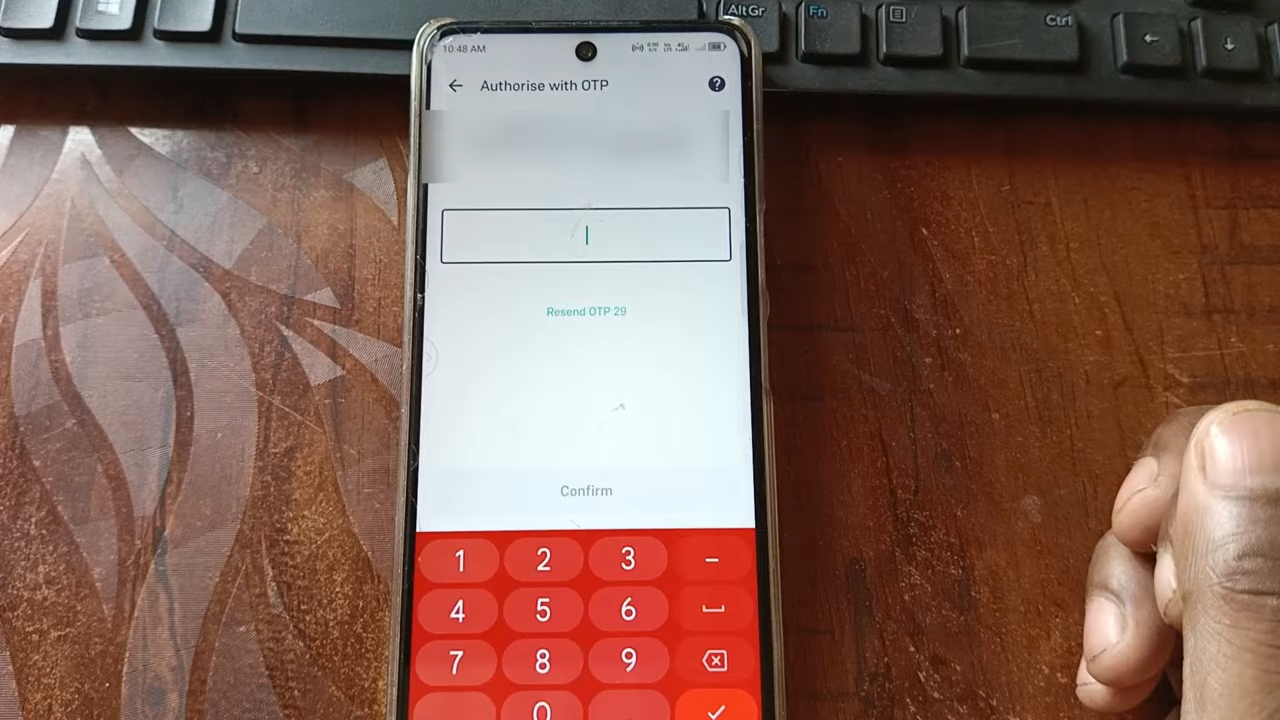 AltGr
Fn
Ctrl
10:48 AM
Authorise with OTP
?
Resend OTP 29
Confirm
1 2 3 -
4 5 6
7 8 9
0